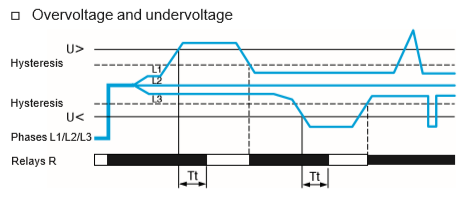 □ Overvoltage and undervoltage
U>
L1
Hysteresis
L2
L3
Hysteresis
U<
Phases L1/L2/L3
Relays R
Tt
Tt